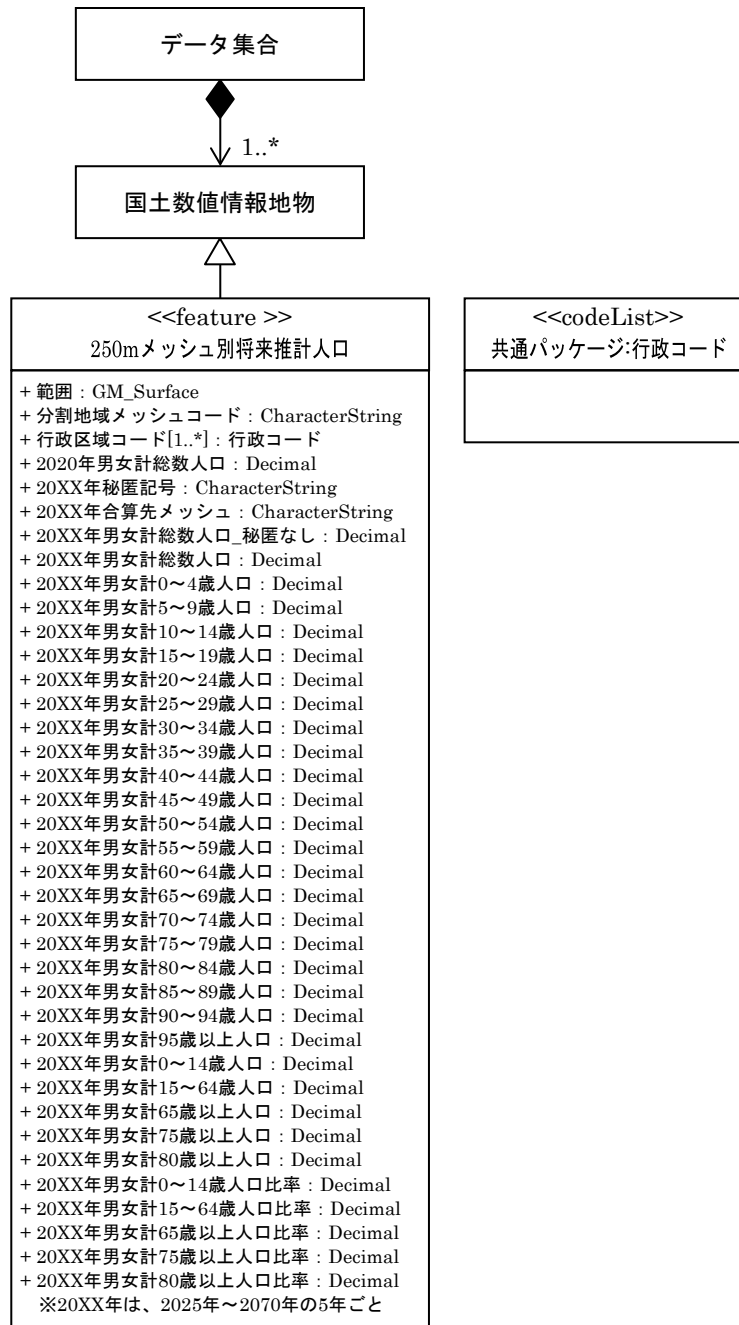 データ集合
1..*
国土数値情報地物
<<feature >>
250mメッシュ別将来推計人口
+ 範囲：GM_Surface
+ 分割地域メッシュコード：CharacterString
+ 行政区域コード[1..*]：行政コード
+ 2020年男女計総数人口：Decimal
+ 20XX年秘匿記号：CharacterString
+ 20XX年合算先メッシュ：CharacterString
+ 20XX年男女計総数人口_秘匿なし：Decimal
+ 20XX年男女計総数人口：Decimal
+ 20XX年男女計0～4歳人口：Decimal
+ 20XX年男女計5～9歳人口：Decimal
+ 20XX年男女計10～14歳人口：Decimal
+ 20XX年男女計15～19歳人口：Decimal
+ 20XX年男女計20～24歳人口：Decimal
+ 20XX年男女計25～29歳人口：Decimal
+ 20XX年男女計30～34歳人口：Decimal
+ 20XX年男女計35～39歳人口：Decimal
+ 20XX年男女計40～44歳人口：Decimal
+ 20XX年男女計45～49歳人口：Decimal
+ 20XX年男女計50～54歳人口：Decimal
+ 20XX年男女計55～59歳人口：Decimal
+ 20XX年男女計60～64歳人口：Decimal
+ 20XX年男女計65～69歳人口：Decimal
+ 20XX年男女計70～74歳人口：Decimal
+ 20XX年男女計75～79歳人口：Decimal
+ 20XX年男女計80～84歳人口：Decimal
+ 20XX年男女計85～89歳人口：Decimal
+ 20XX年男女計90～94歳人口：Decimal
+ 20XX年男女計95歳以上人口：Decimal
+ 20XX年男女計0～14歳人口：Decimal
+ 20XX年男女計15～64歳人口：Decimal
+ 20XX年男女計65歳以上人口：Decimal
+ 20XX年男女計75歳以上人口：Decimal
+ 20XX年男女計80歳以上人口：Decimal
+ 20XX年男女計0～14歳人口比率：Decimal
+ 20XX年男女計15～64歳人口比率：Decimal
+ 20XX年男女計65歳以上人口比率：Decimal
+ 20XX年男女計75歳以上人口比率：Decimal
+ 20XX年男女計80歳以上人口比率：Decimal
※20XX年は、2025年～2070年の5年ごと
<<codeList>>
共通パッケージ:行政コード